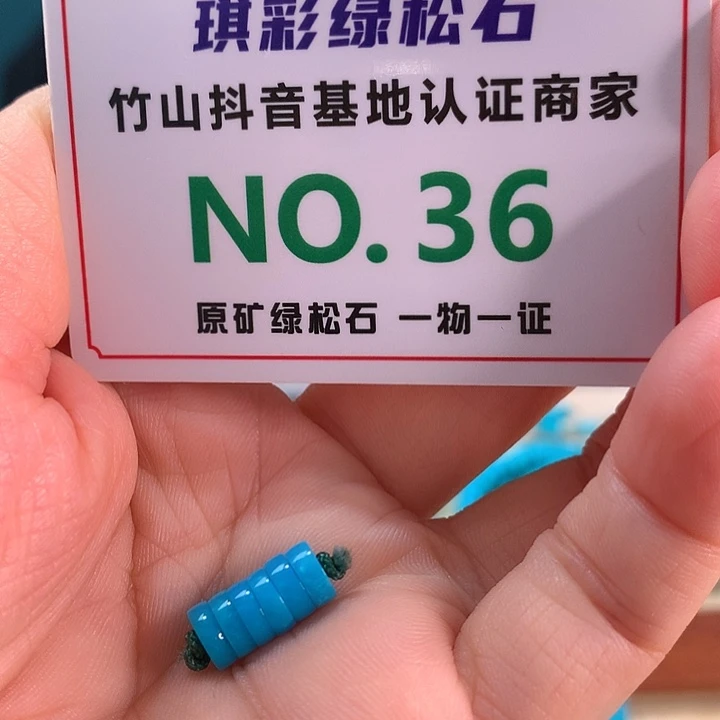 琪彩绿松石
竹山抖音基地认证商家
NO. 36
原矿绿松石 一物一证